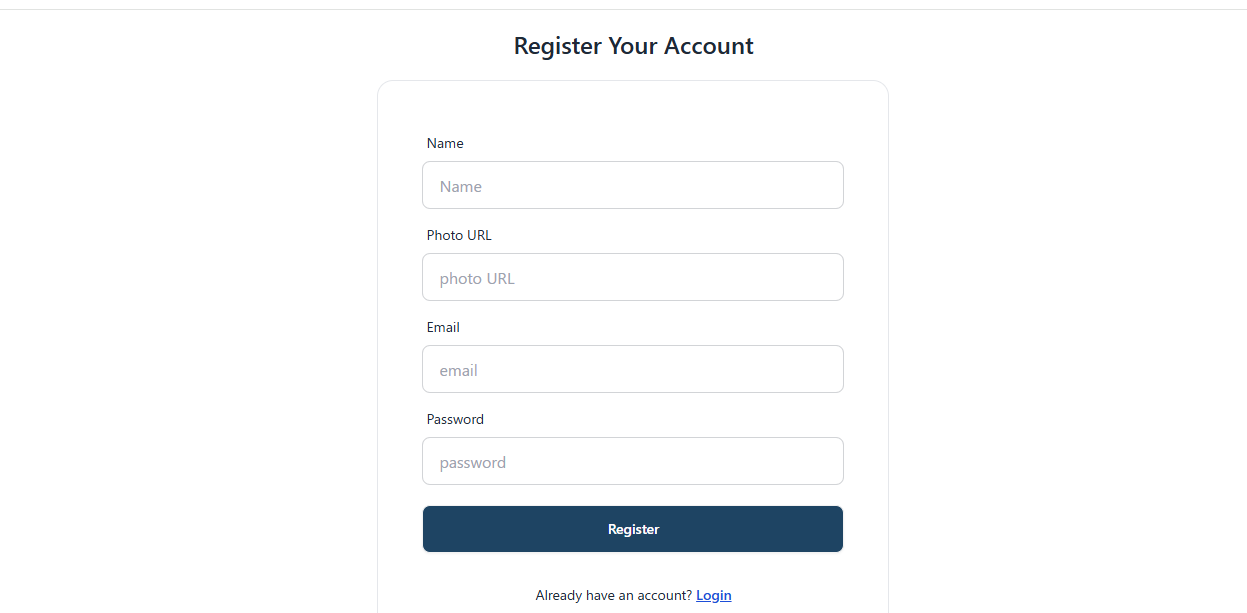 Register Your Account
Name
Name
Photo URL
photo URL
Email
email
Password
password
Register
Already have an account? Login